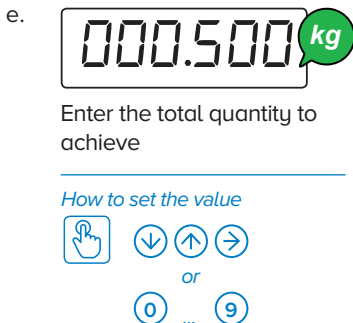 e.
000.500 kg
Enter the total quantity to
achieve
How to set the value
or
0 ... 9